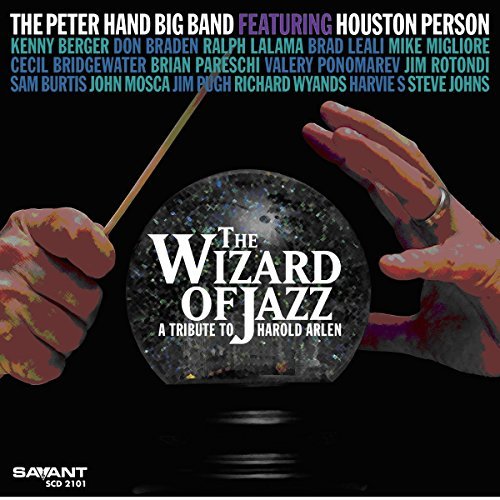 THE PETER HAND BIG BAND FEATURING HOUSTON PERSON
KENNY BERGER DON BRADEN RALPH LALAMA BRAD LEALI MIKE MIGLIORE
CECIL BRIDGEWATER BRIAN PARESCHI VALERY PONOMAREV JIM ROTONDI
SAM BURTIS JOHN MOSCA JIM PUGH RICHARD WYANDS HARVIE S STEVE JOHNS
THE
WIZARD
OF JAZZ
A TRIBUTE TO HAROLD ARLEN
SAVANT
SCD 2101